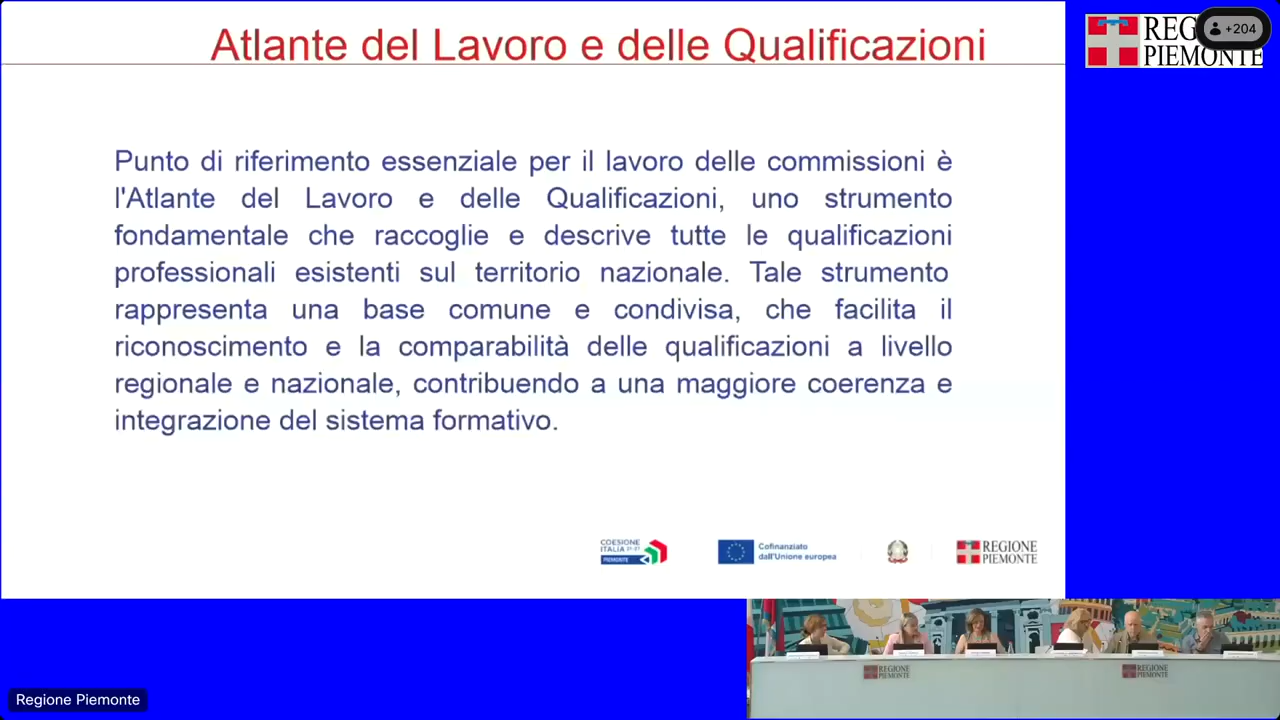 Atlante del Lavoro e delle Qualificazioni
+204
Punto di riferimento essenziale per il lavoro delle commissioni è
l'Atlante del Lavoro e delle Qualificazioni, uno strumento
fondamentale che raccoglie e descrive tutte le qualificazioni
professionali esistenti sul territorio nazionale. Tale strumento
rappresenta una base comune e condivisa, che facilita il
riconoscimento e la comparabilità delle qualificazioni a livello
regionale e nazionale, contribuendo a una maggiore coerenza e
integrazione del sistema formativo.
COESIONE
ITALIA 21-27
PIEMONTE
Cofinanziato
dall'Unione europea
REGIONE
PIEMONTE
PIEMONTE
REGIONE
PIEMONTE
REGIONE
PIEMONTE
Regione Piemonte